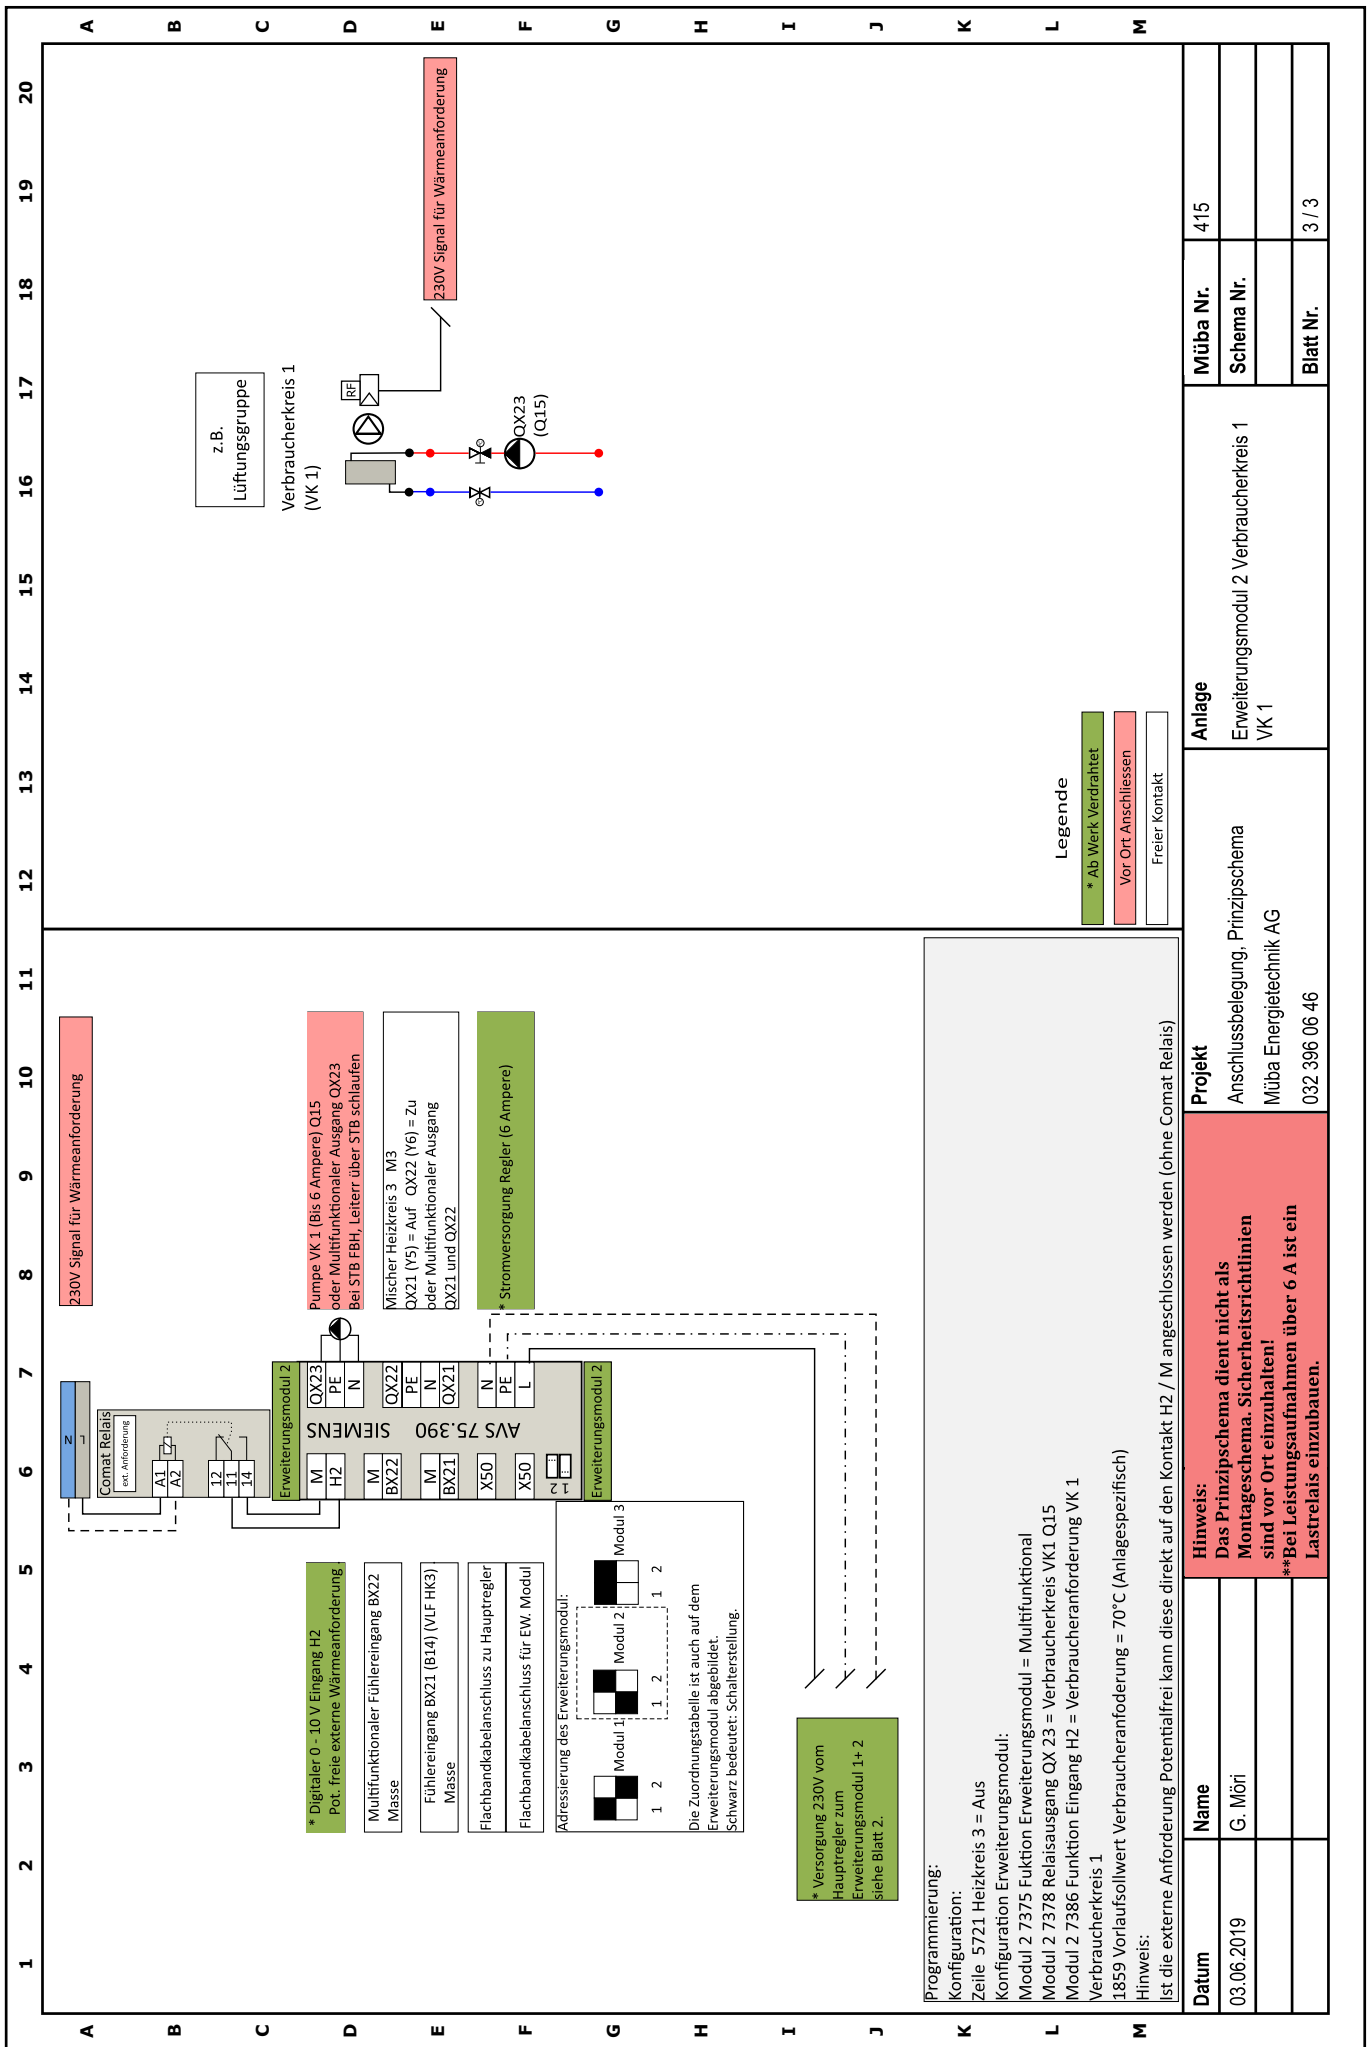 1 2 3 4 5 6 7 8 9 10 11 12 13 14 15 16 17 18 19 20
A
B
C
D
E
F
G
H
I
J
K
L
M
A
B
C
D
E
F
G
H
I
J
K
L
M
N
L
230V Signal für Wärmeanforderung
Comat Relais
ext. Anforderung
A1
A2
12
11
14
Erweiterungsmodul 2
M
H2
M
BX22
M
BX21
X50
X50
1 2
SIEMENS
AVS 75.390
QX23
PE
N
QX22
PE
N
QX21
N
PE
L
Erweiterungsmodul 2
* Digitaler 0 - 10 V Eingang H2
Pot. freie externe Wärmeanforderung
Multifunktionaler Fühlereingang BX22
Masse
Fühlereingang BX21 (B14) (VLF HK3)
Masse
Flachbandkabelanschluss zu Hauptregler
Flachbandkabelanschluss für EW. Modul
Pumpe VK 1 (Bis 6 Ampere) Q15
oder Multifunktionaler Ausgang QX23
Bei STB FBH, Leiterr über STB schlaufen
Mischer Heizkreis 3 M3
QX21 (Y5) = Auf QX22 (Y6) = Zu
oder Multifunktionaler Ausgang
QX21 und QX22
* Stromversorgung Regler (6 Ampere)
Adressierung des Erweiterungsmodul:
Modul 1
Modul 2
Modul 3
1 2
1 2
1 2
Die Zuordnungstabelle ist auch auf dem
Erweiterungsmodul abgebildet.
Schwarz bedeutet: Schalterstellung.
* Versorgung 230V vom
Hauptregler zum
Erweiterungsmodul 1+ 2
siehe Blatt 2.
z.B.
Lüftungsgruppe
Verbraucherkreis 1
(VK 1)
RF
QX23
(Q15)
230V Signal für Wärmeanforderung
Programmierung:
Konfiguration:
Zeile 5721 Heizkreis 3 = Aus
Konfiguration Erweiterungsmodul:
Modul 2 7375 Fuktion Erweiterungsmodul = Multifunktional
Modul 2 7378 Relaisausgang QX 23 = Verbraucherkreis VK1 Q15
Modul 2 7386 Funktion Eingang H2 = Verbraucheranforderung VK 1
Verbraucherkreis 1
1859 Vorlaufsollwert Verbraucheranfoderung = 70°C (Anlagespezifisch)
Hinweis:
Ist die externe Anforderung Potentialfrei kann diese direkt auf den Kontakt H2 / M angeschlossen werden (ohne Comat Relais)
Legende
* Ab Werk Verdrahtet
Vor Ort Anschliessen
Freier Kontakt
Datum
03.06.2019
Name
G. Möri
Hinweis:
Das Prinzipschema dient nicht als
Montageschema. Sicherheitsrichtlinien
sind vor Ort einzuhalten!
**Bei Leistungsaufnahmen über 6 A ist ein
Lastrelais einzubauen.
Projekt
Anschlussbelegung, Prinzipschema
Müba Energietechnik AG
032 396 06 46
Anlage
Erweiterungsmodul 2 Verbraucherkreis 1
VK 1
Müba Nr.
415
Schema Nr.
Blatt Nr.
3 / 3